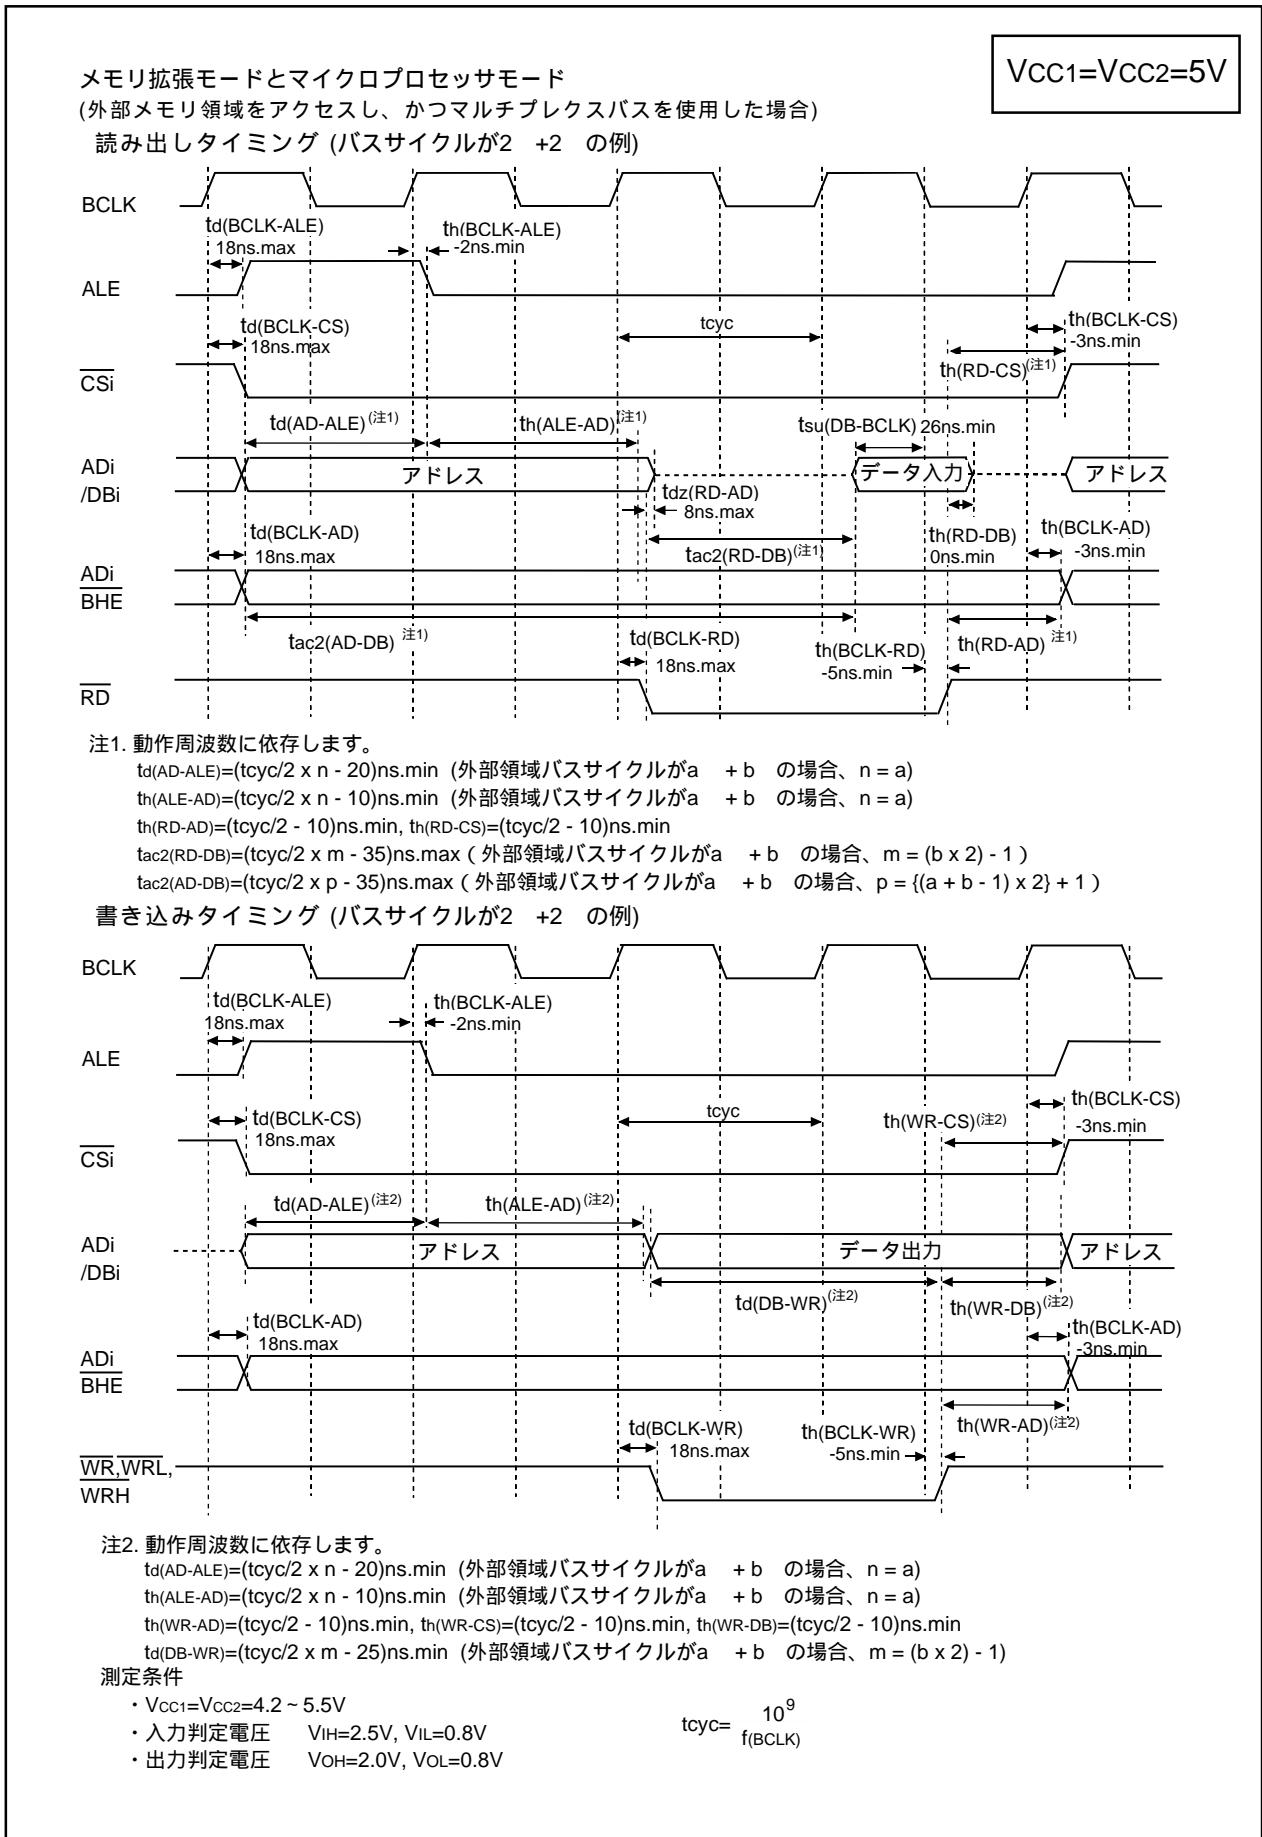 VCC1=VCC2=5V
メモリ拡張モードとマイクロプロセッサモード
(外部メモリ領域をアクセスし、かつマルチプレクスバスを使用した場合)
読み出しタイミング (バスサイクルが2 +2 の例)
BCLK
td(BCLK-ALE)
18ns.max
th(BCLK-ALE)
-2ns.min
ALE
td(BCLK-CS)
18ns.max
tcyc
th(BCLK-CS)
-3ns.min
th(RD-CS)(注1)
CSi
td(AD-ALE)(注1)
th(ALE-AD)(注1)
tsu(DB-BCLK) 26ns.min
ADi
/DBi
アドレス
データ入力
アドレス
tdz(RD-AD)
8ns.max
td(BCLK-AD)
18ns.max
tac2(RD-DB)(注1)
th(RD-DB)
0ns.min
th(BCLK-AD)
-3ns.min
ADi
BHE
tac2(AD-DB) 注1)
td(BCLK-RD)
18ns.max
th(BCLK-RD)
-5ns.min
th(RD-AD) 注1)
RD
注1. 動作周波数に依存します。
td(AD-ALE)=(tcyc/2 x n - 20)ns.min (外部領域バスサイクルがa + b の場合、n = a)
th(ALE-AD)=(tcyc/2 x n - 10)ns.min (外部領域バスサイクルがa + b の場合、n = a)
th(RD-AD)=(tcyc/2 - 10)ns.min, th(RD-CS)=(tcyc/2 - 10)ns.min
tac2(RD-DB)=(tcyc/2 x m - 35)ns.max ( 外部領域バスサイクルがa + b の場合、m = (b x 2) - 1 )
tac2(AD-DB)=(tcyc/2 x p - 35)ns.max ( 外部領域バスサイクルがa + b の場合、p = {(a + b - 1) x 2} + 1 )
書き込みタイミング (バスサイクルが2 +2 の例)
BCLK
td(BCLK-ALE)
18ns.max
th(BCLK-ALE)
-2ns.min
ALE
td(BCLK-CS)
18ns.max
tcyc
th(WR-CS)(注2)
th(BCLK-CS)
-3ns.min
CSi
td(AD-ALE)(注2)
th(ALE-AD)(注2)
ADi
/DBi
アドレス
データ出力
アドレス
td(DB-WR)(注2)
th(WR-DB)(注2)
td(BCLK-AD)
18ns.max
th(BCLK-AD)
-3ns.min
ADi
BHE
td(BCLK-WR)
18ns.max
th(BCLK-WR)
-5ns.min
th(WR-AD)(注2)
WR,WRL,
WRH
注2. 動作周波数に依存します。
td(AD-ALE)=(tcyc/2 x n - 20)ns.min (外部領域バスサイクルがa + b の場合、n = a)
th(ALE-AD)=(tcyc/2 x n - 10)ns.min (外部領域バスサイクルがa + b の場合、n = a)
th(WR-AD)=(tcyc/2 - 10)ns.min, th(WR-CS)=(tcyc/2 - 10)ns.min, th(WR-DB)=(tcyc/2 - 10)ns.min
td(DB-WR)=(tcyc/2 x m - 25)ns.min (外部領域バスサイクルがa + b の場合、m = (b x 2) - 1)
測定条件
・VCC1=VCC2=4.2 ~ 5.5V
・入力判定電圧 VIH=2.5V, VIL=0.8V
・出力判定電圧 VOH=2.0V, VOL=0.8V
tcyc= 10^9
f(BCLK)